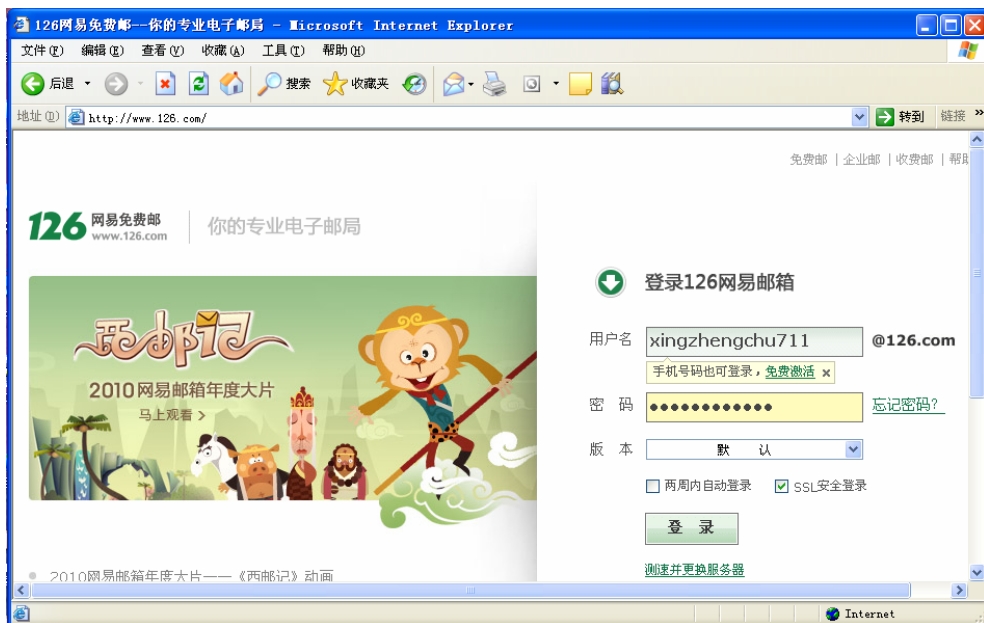 126网易免费邮--你的专业电子邮局 - Microsoft Internet Explorer
文件(F) 编辑(E) 查看(V) 收藏(A) 工具(T) 帮助(H)
后退 搜索 收藏夹
地址(D) http://www.126.com/ 转到 链接 »
免费邮 | 企业邮 | 收费邮 | 帮助
126 网易免费邮 你的专业电子邮局
www.126.com
登录126网易邮箱
西邮记
2010网易邮箱年度大片
马上观看 >
用户名 xingzhengchu711 @126.com
手机号码也可登录，免费激活 ×
密 码 ●●●●●●●●●●●● 忘记密码?
版 本 默 认
两周内自动登录 SSL安全登录
登 录
测速并更换服务器
2010网易邮箱年度大片——《西邮记》动画
Internet